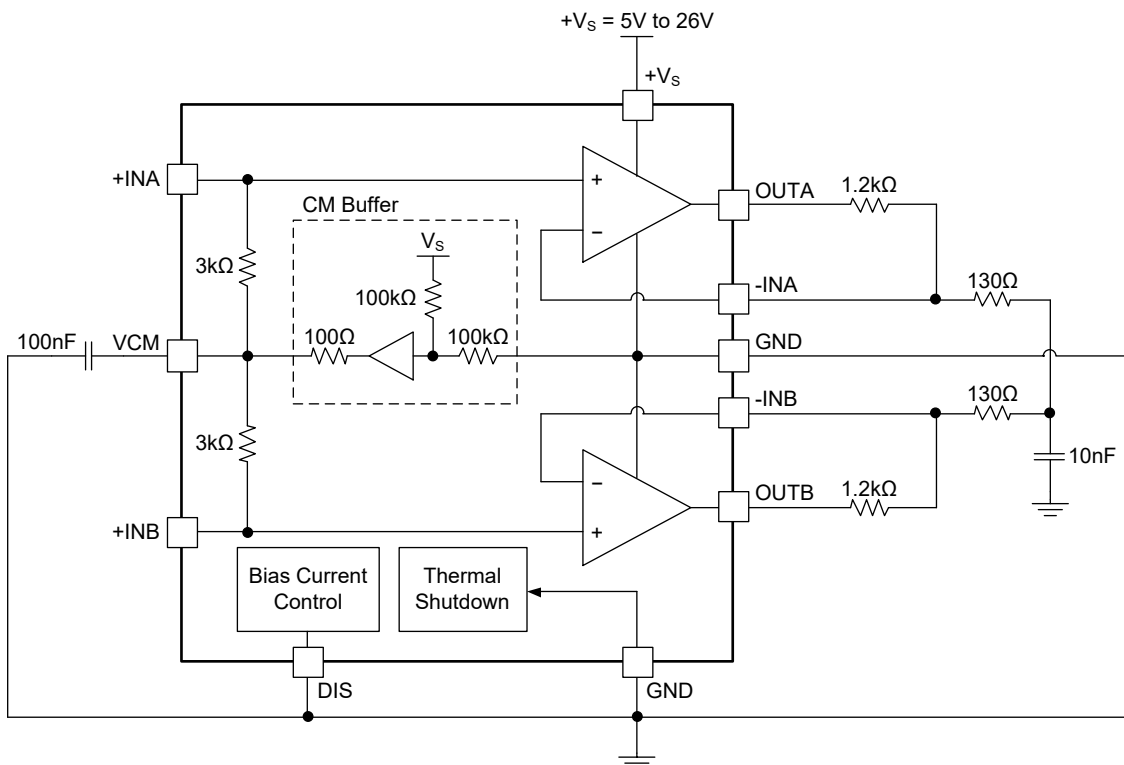 +VS = 5V to 26V
+VS
+INA
CM Buffer
VS
3kΩ
100kΩ
100Ω
100kΩ
100nF
VCM
3kΩ
+INB
Bias Current
Control
Thermal
Shutdown
DIS
GND
+
−
−
+
OUTA
1.2kΩ
-INA
130Ω
GND
-INB
130Ω
10nF
OUTB
1.2kΩ